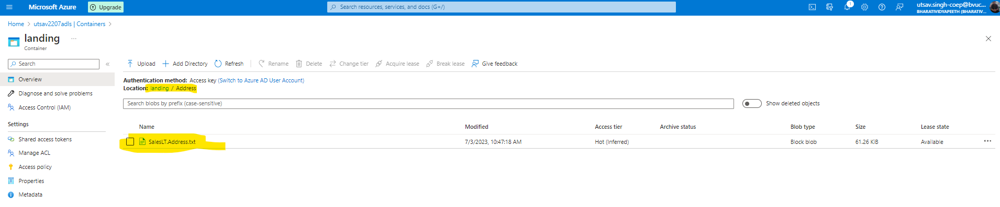 Microsoft Azure
Upgrade
Search resources, services, and docs (G+/)
1
utsav.singh-coep@bvuc...
BHARATIVIDYAPEETH (BHARATIV...
Home > utsav2207adls | Containers >
landing ...
Container
Search
«
Upload
Add Directory
Refresh
Rename
Delete
Change tier
Acquire lease
Break lease
Give feedback
Overview
Diagnose and solve problems
Access Control (IAM)
Settings
Shared access tokens
Manage ACL
Access policy
Properties
Metadata
Authentication method: Access key (Switch to Azure AD User Account)
Location: landing / Address
Search blobs by prefix (case-sensitive)
Show deleted objects
Name Modified Access tier Archive status Blob type Size Lease state
SalesLT.Address.txt 7/3/2023, 10:47:18 AM Hot (Inferred) Block blob 61.26 KiB Available ...